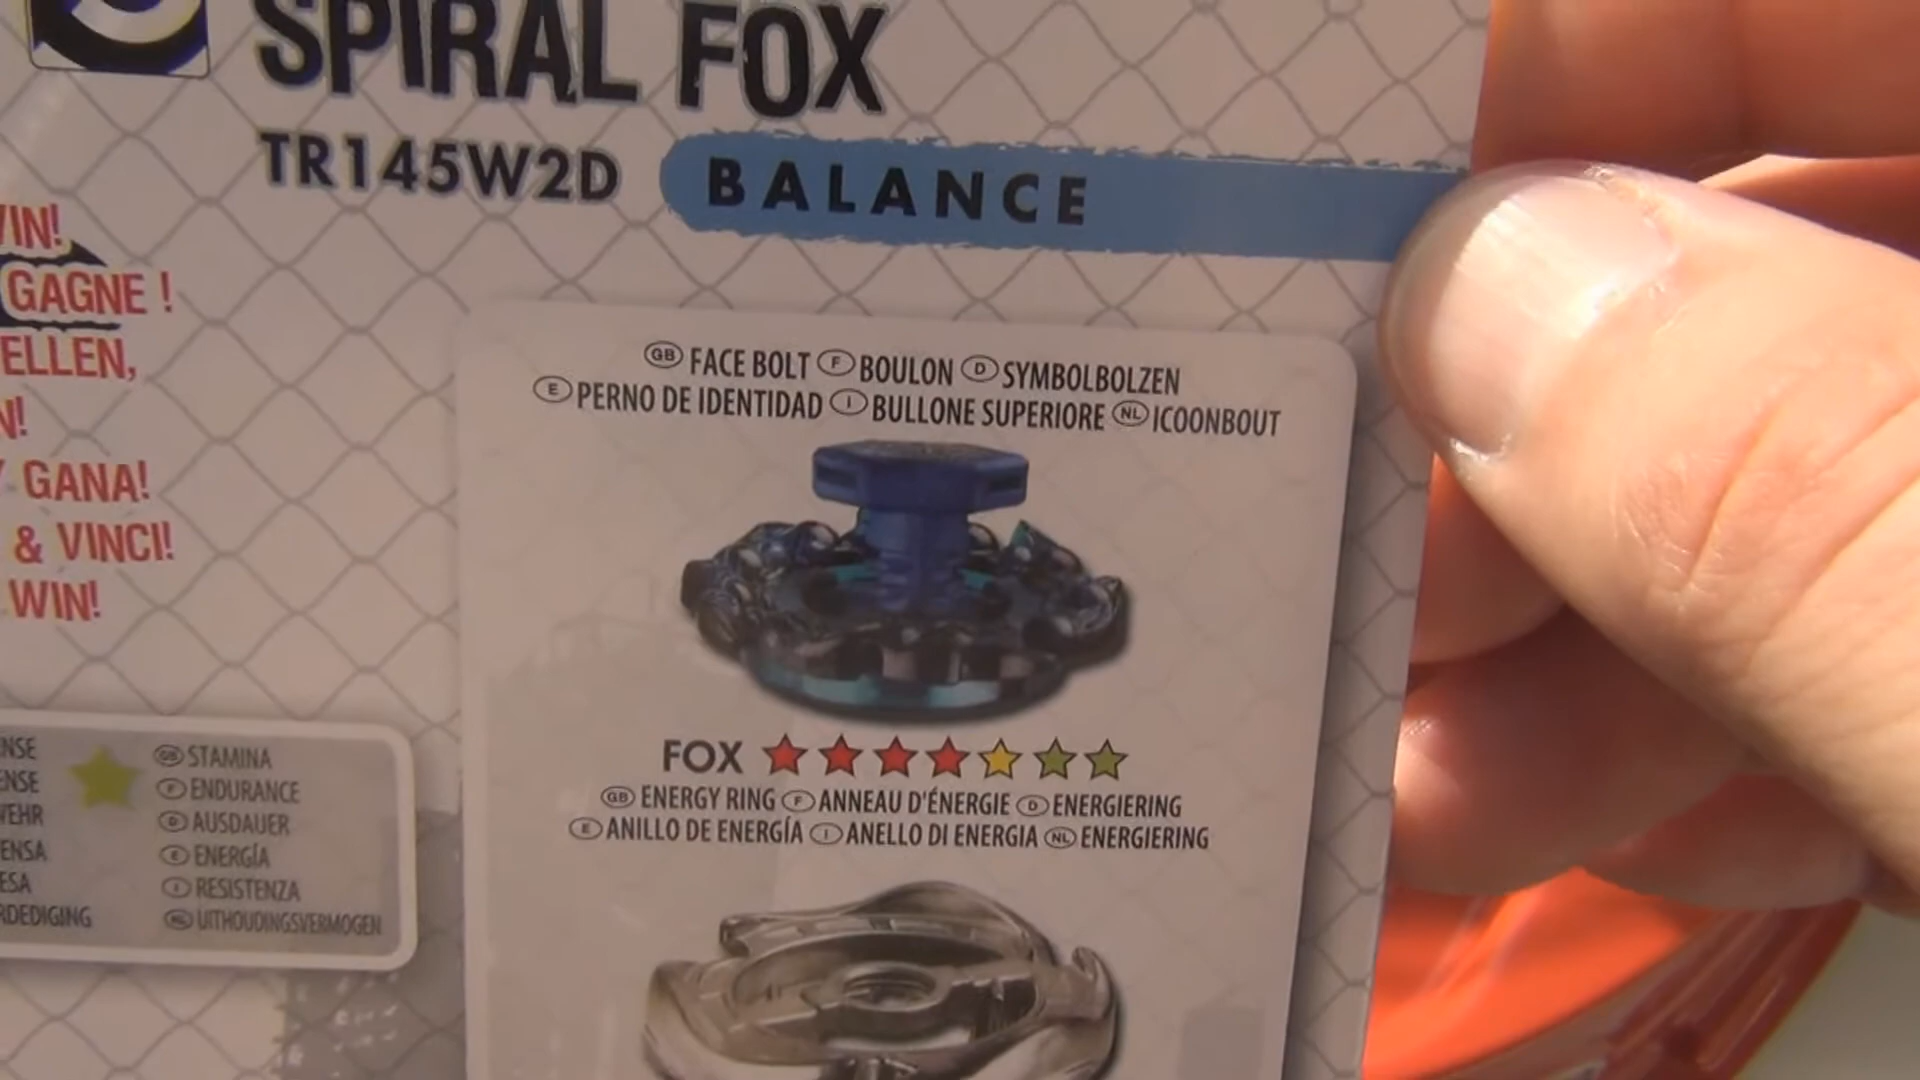 SPIRAL FOX
TR145W2D BALANCE
WIN!
GAGNE !
N!
GANA!
& VINCI!
WIN!
GB FACE BOLT F BOULON D SYMBOLBOLZEN
E PERNO DE IDENTIDAD I BULLONE SUPERIORE NL ICOONBOUT
FOX
GB ENERGY RING F ANNEAU D'ÉNERGIE D ENERGIERING
E ANILLO DE ENERGÍA I ANELLO DI ENERGIA NL ENERGIERING
GB STAMINA
F ENDURANCE
D AUSDAUER
E ENERGÍA
I RESISTENZA
NL UITHOUDINGSVERMOGEN